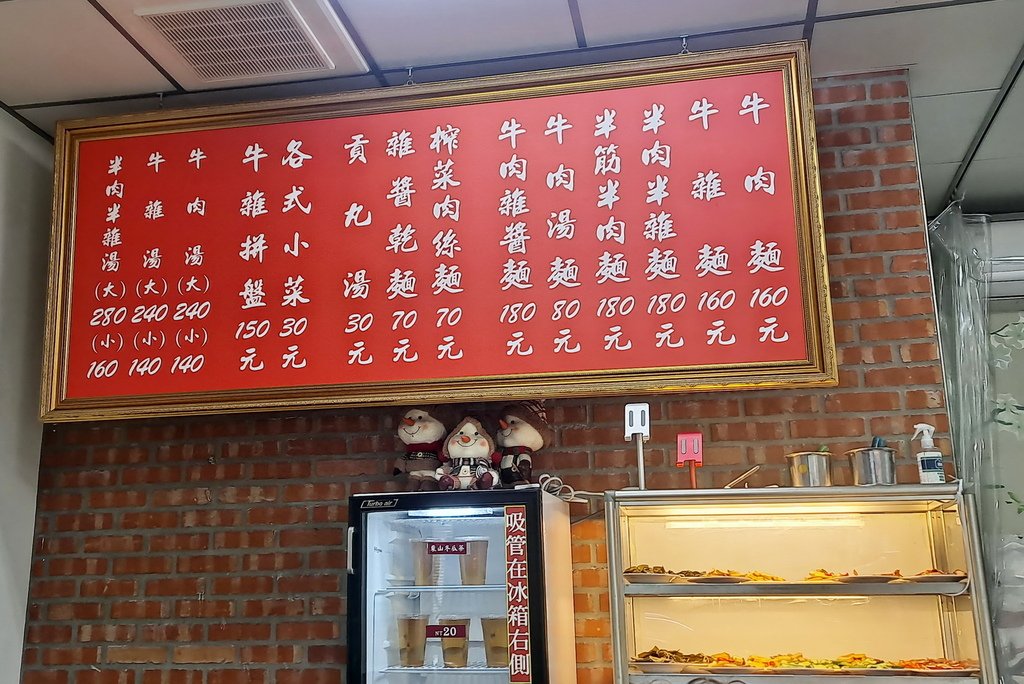 牛肉麵160元
牛雜麵160元
半肉半雜麵180元
半筋半肉麵180元
牛肉湯麵80元
牛肉雜醬麵180元
榨菜肉絲麵70元
雜醬乾麵70元
貢丸湯30元
各式小菜30元
牛雜拼盤150元
牛肉湯(大)240(小)140
牛雜湯(大)240(小)140
半肉半雜湯(大)280(小)160
Turbo air
吸管在冰箱右側
NT20